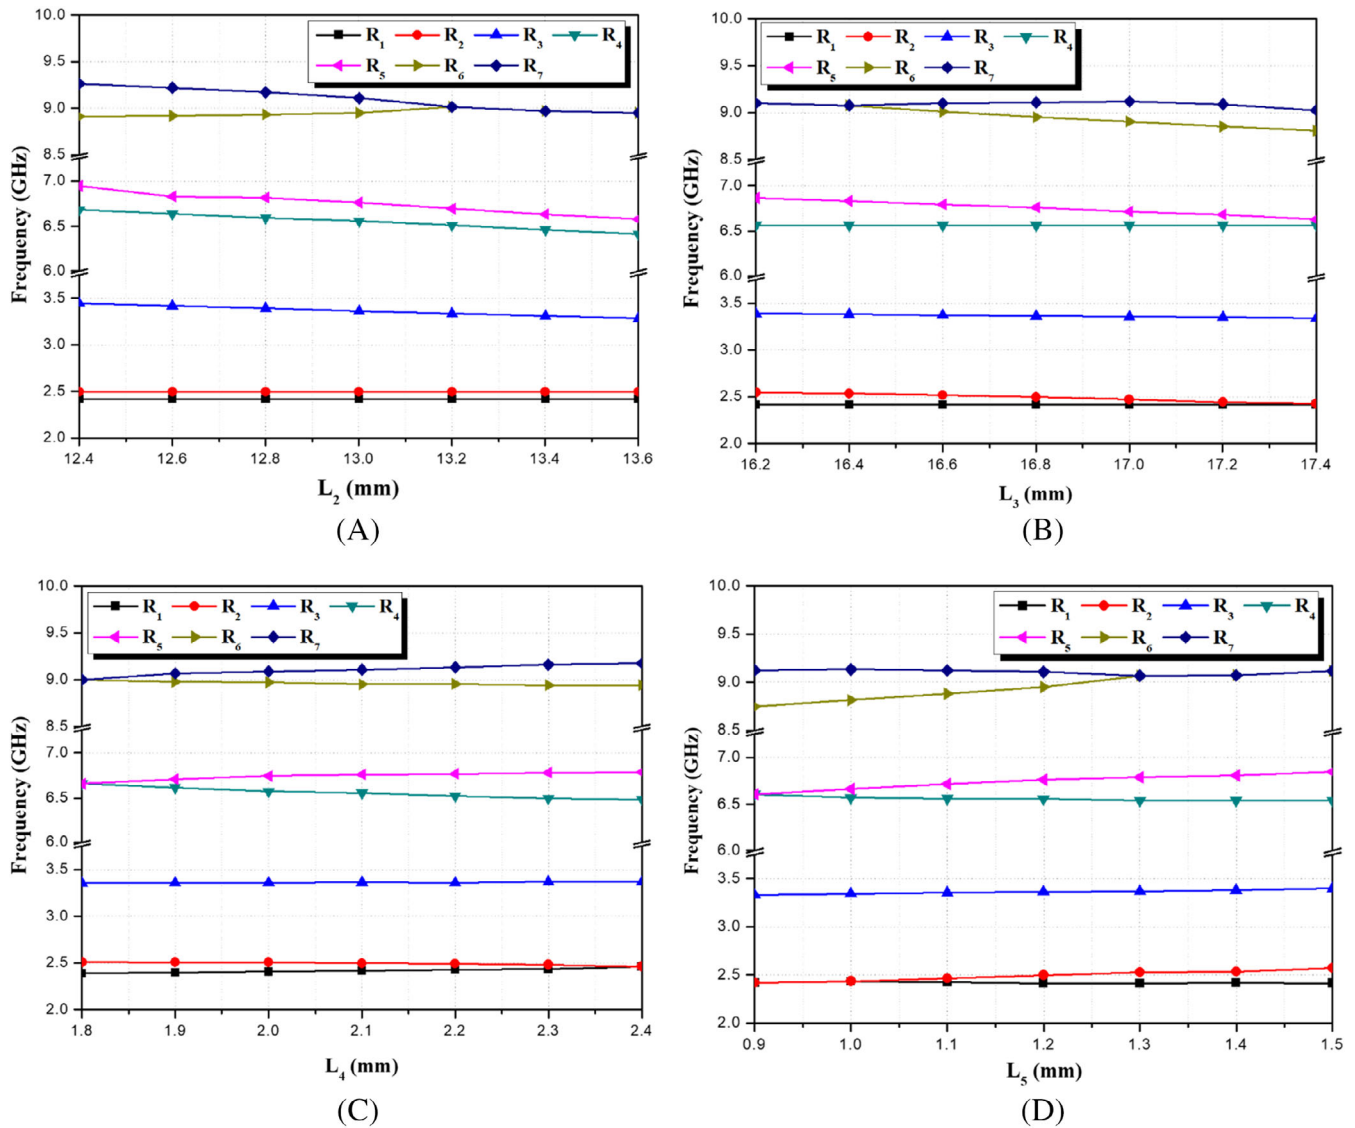 R1 R2 R3 R4
R5 R6 R7
10.0
9.5
9.0
8.5
7.0
6.5
6.0
3.5
3.0
2.5
2.0
Frequency (GHz)
12.4 12.6 12.8 13.0 13.2 13.4 13.6
L2 (mm)
(A)
R1 R2 R3 R4
R5 R6 R7
10.0
9.5
9.0
8.5
7.0
6.5
6.0
3.5
3.0
2.5
2.0
Frequency (GHz)
16.2 16.4 16.6 16.8 17.0 17.2 17.4
L3 (mm)
(B)
R1 R2 R3 R4
R5 R6 R7
10.0
9.5
9.0
8.5
7.0
6.5
6.0
3.5
3.0
2.5
2.0
Frequency (GHz)
1.8 1.9 2.0 2.1 2.2 2.3 2.4
L4 (mm)
(C)
R1 R2 R3 R4
R5 R6 R7
10.0
9.5
9.0
8.5
7.0
6.5
6.0
3.5
3.0
2.5
2.0
Frequency (GHz)
0.9 1.0 1.1 1.2 1.3 1.4 1.5
L5 (mm)
(D)